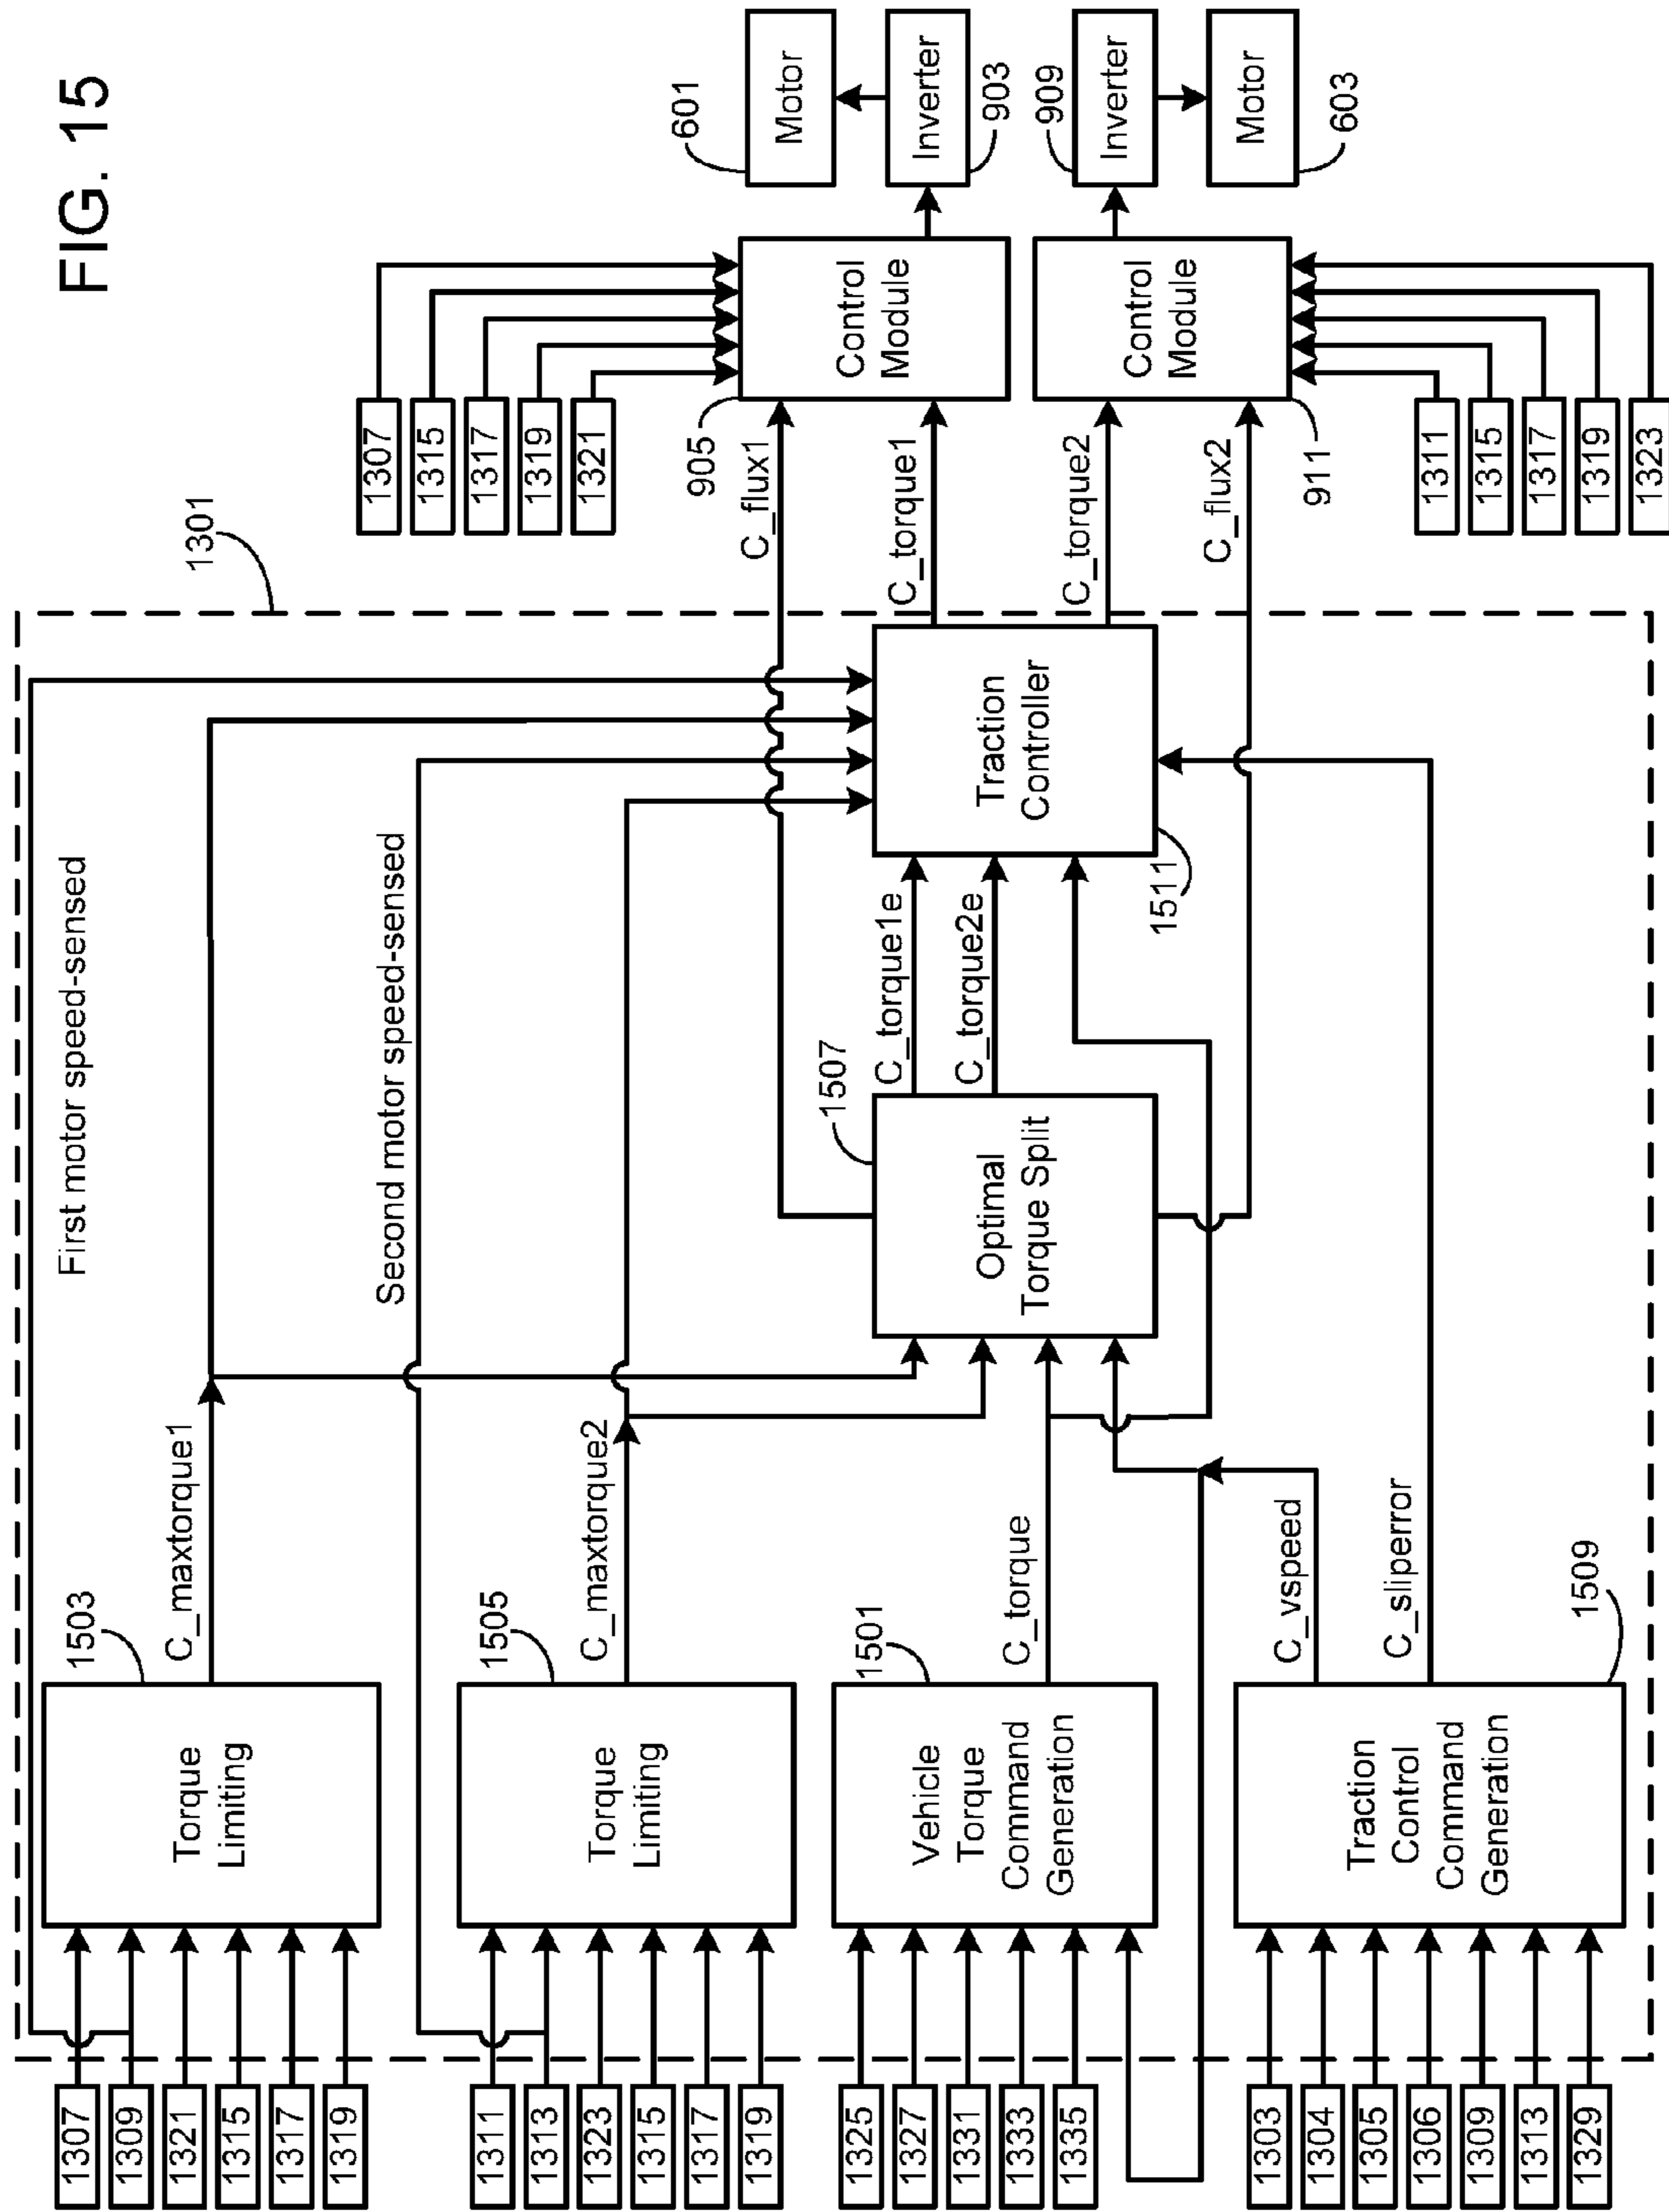 FIG. 15
1301
First motor speed-sensed
1307
1309
1321
1315
1317
1319
Torque
Limiting
1503
C_maxtorque1
Second motor speed-sensed
1311
1313
1323
1315
1317
1319
Torque
Limiting
1505
C_maxtorque2
1325
1327
1331
1333
1335
Vehicle
Torque
Command
Generation
1501
C_torque
1303
1304
1305
1306
1309
1313
1329
Traction
Control
Command
Generation
1509
C_vspeed
C_sliperror
Optimal
Torque Split
1507
C_torque1e
C_torque2e
Traction
Controller
1511
C_flux1
C_torque1
C_torque2
C_flux2
1307
1315
1317
1319
1321
905
Control
Module
Control
Module
911
1311
1315
1317
1319
1323
601
Motor
Inverter
903
909
Inverter
Motor
603